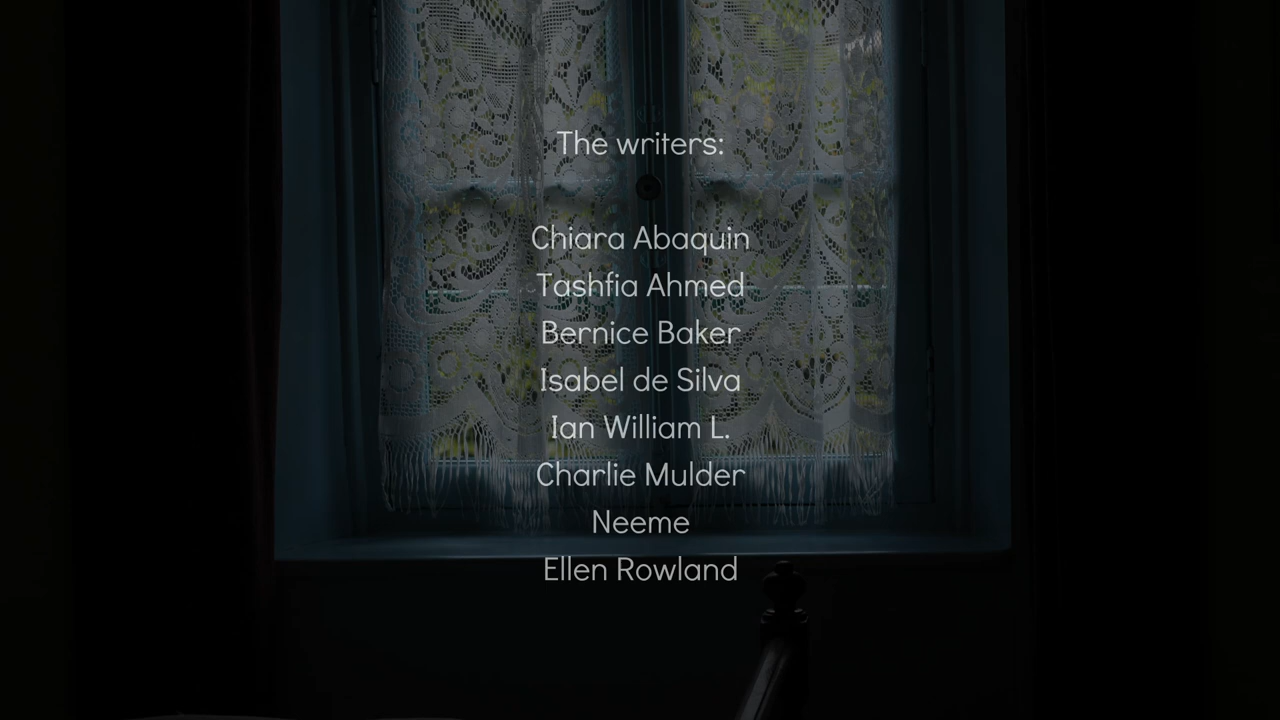 The writers:
Chiara Abaquin
Tashfia Ahmed
Bernice Baker
Isabel de Silva
Ian William L.
Charlie Mulder
Neeme
Ellen Rowland